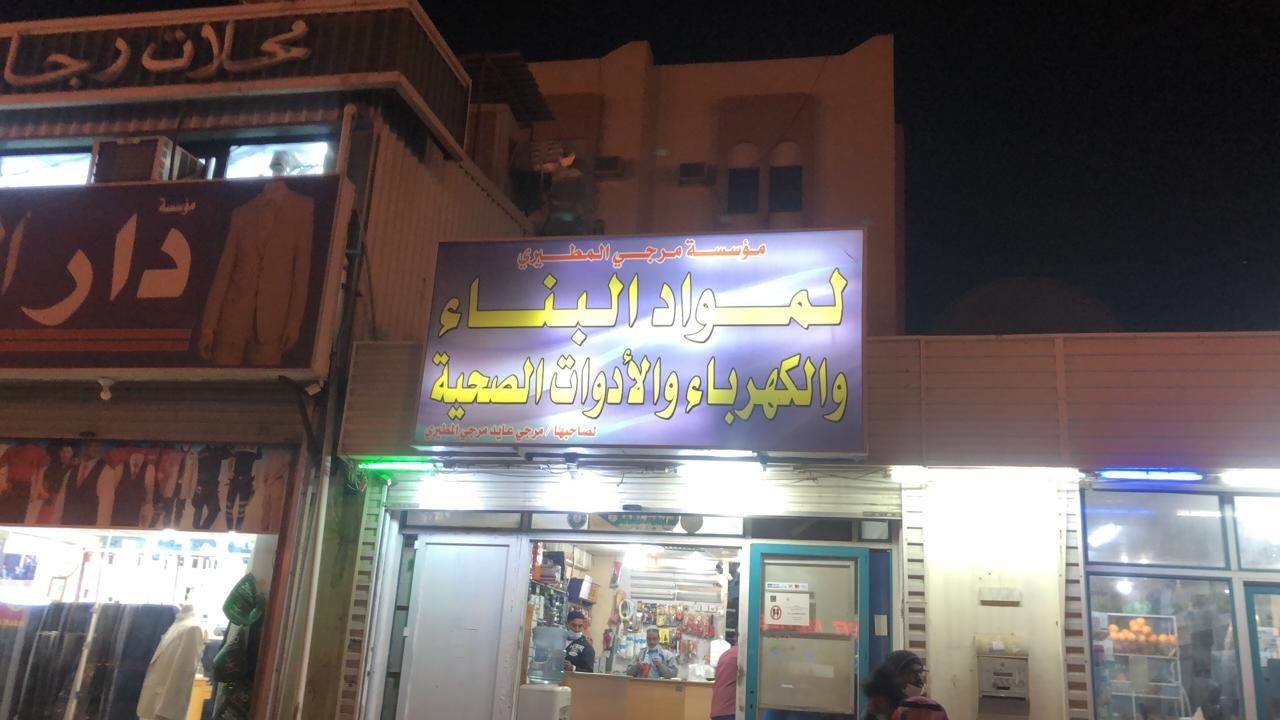 محلات رجا
مؤسسة
دار ا
مؤسسة مرجي المطيري
لمواد البناء
والكهرباء والأدوات الصحية
لصاحبها/مرجي عايد مرجي المطيري